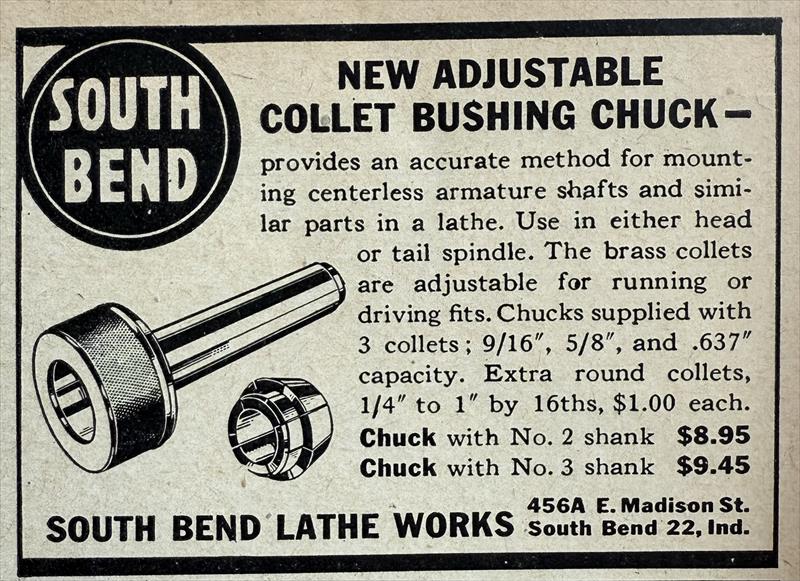 SOUTH
BEND
NEW ADJUSTABLE
COLLET BUSHING CHUCK—
provides an accurate method for mount-
ing centerless armature shafts and simi-
lar parts in a lathe. Use in either head
or tail spindle. The brass collets
are adjustable for running or
driving fits. Chucks supplied with
3 collets; 9/16″, 5/8″, and .637″
capacity. Extra round collets,
1/4″ to 1″ by 16ths, $1.00 each.
Chuck with No. 2 shank $8.95
Chuck with No. 3 shank $9.45
SOUTH BEND LATHE WORKS
456A E. Madison St.
South Bend 22, Ind.